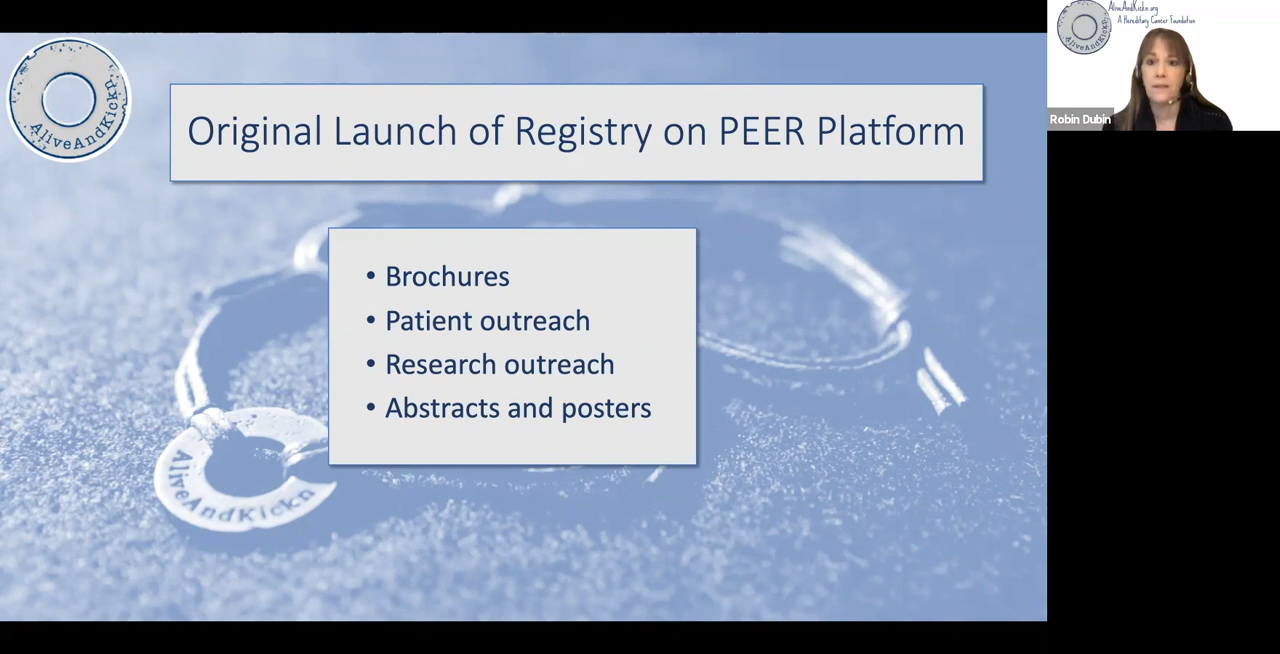 AliveAndKickn
Original Launch of Registry on PEER Platform
• Brochures
• Patient outreach
• Research outreach
• Abstracts and posters
AliveAndKickn
AliveAndKickn.org
A Hereditary Cancer Foundation
AliveAndKickn
Robin Dubin